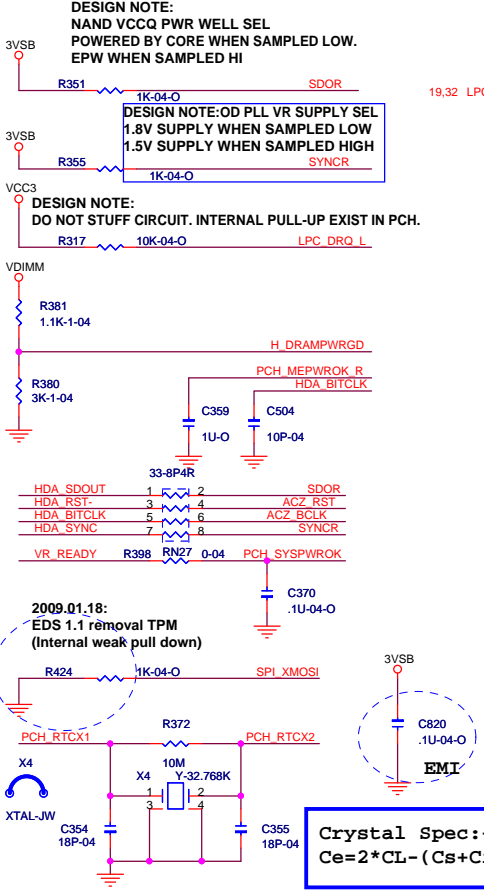 DESIGN NOTE:
NAND VCCQ PWR WELL SEL
POWERED BY CORE WHEN SAMPLED LOW.
EPW WHEN SAMPLED HI
3VSB
R351 1K-04-O SDOR
19,32 LPC
DESIGN NOTE:OD PLL VR SUPPLY SEL
1.8V SUPPLY WHEN SAMPLED LOW
1.5V SUPPLY WHEN SAMPLED HIGH
3VSB
R355 1K-04-O SYNCR
VCC3
DESIGN NOTE:
DO NOT STUFF CIRCUIT. INTERNAL PULL-UP EXIST IN PCH.
R317 10K-04-O LPC_DRQ_L
VDIMM
R381
1.1K-1-04
H_DRAMPWRGD
R380
3K-1-04
PCH_MEPWROK_R
HDA_BITCLK
C359 C504
1U-O 10P-04
33-8P4R
HDA_SDOUT 1 2 SDOR
HDA_RST- 3 4 ACZ_RST
HDA_BITCLK 5 6 ACZ_BCLK
HDA_SYNC 7 8 SYNCR
VR_READY R398 RN27 0-04 PCH_SYSPWROK
C370
.1U-04-O
2009.01.18:
EDS 1.1 removal TPM
(Internal weak pull down)
R424 1K-04-O SPI_XMOSI
3VSB
C820
.1U-04-O
EMI
PCH_RTCX1 R372 PCH_RTCX2
10M
X4 X4 Y-32.768K
1 2
3 4
XTAL-JW
C354 C355
18P-04 18P-04
Crystal Spec:
Ce=2*CL-(Cs+Ci